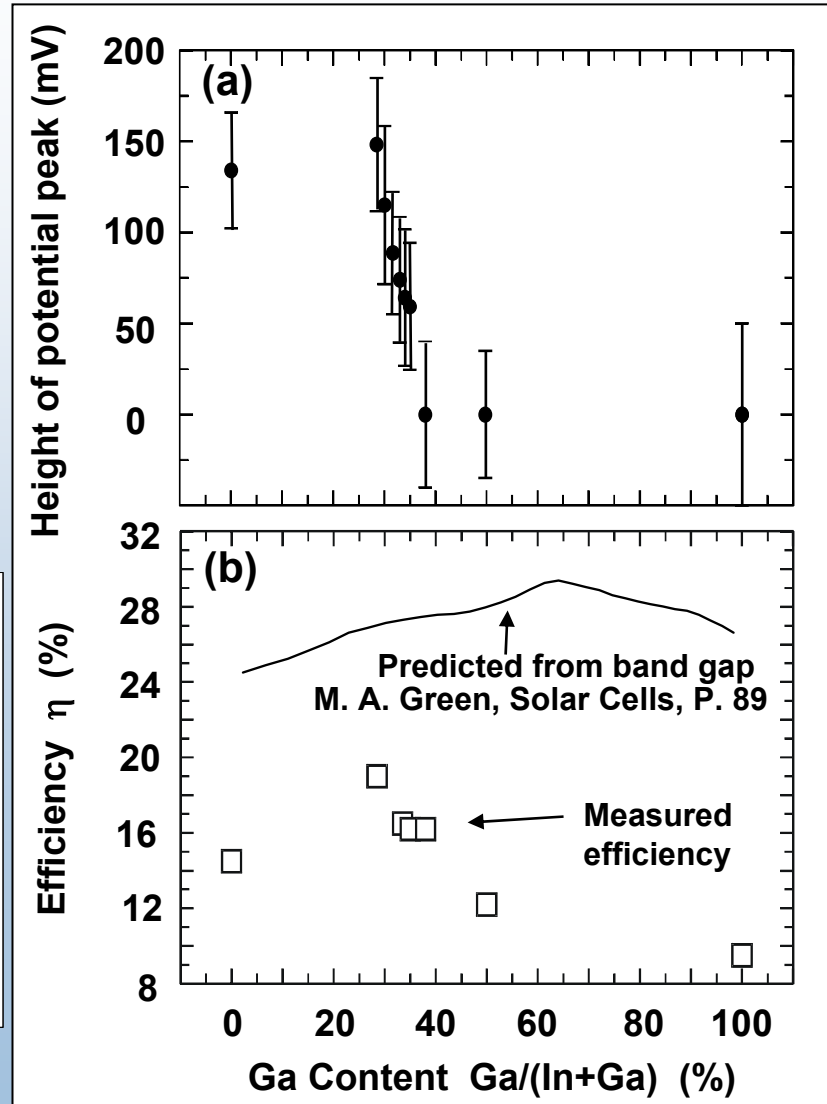 (a)
Height of potential peak (mV)
200
150
100
50
0
(b)
Efficiency η (%)
32
28
24
20
16
12
8
Predicted from band gap
M. A. Green, Solar Cells, P. 89
Measured
efficiency
0 20 40 60 80 100
Ga Content Ga/(In+Ga) (%)